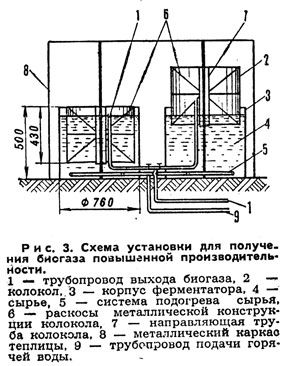 1 6 7
8
2
3
4
5
500
430
Ф 760
1
9
Рис. 3. Схема установки для получе-
ния биогаза повышенной производитель-
ности.
1 — трубопровод выхода биогаза, 2 —
колокол, 3 — корпус ферментатора, 4 —
сырье, 5 — система подогрева сырья,
6 — раскосы металлической конструк-
ции колокола, 7 — направляющая тру-
ба колокола, 8 — металлический каркас
теплицы, 9 — трубопровод подачи горя-
чей воды.